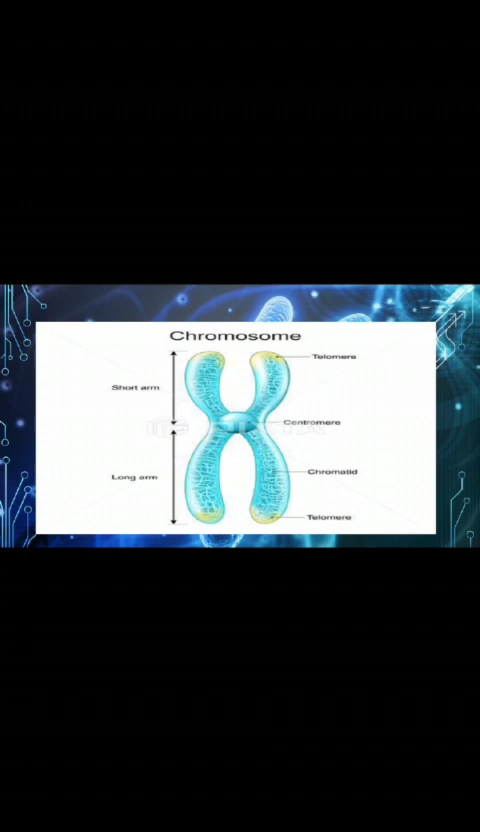 Chromosome
Telomere
Short arm
Centromere
Chromatid
Long arm
Telomere